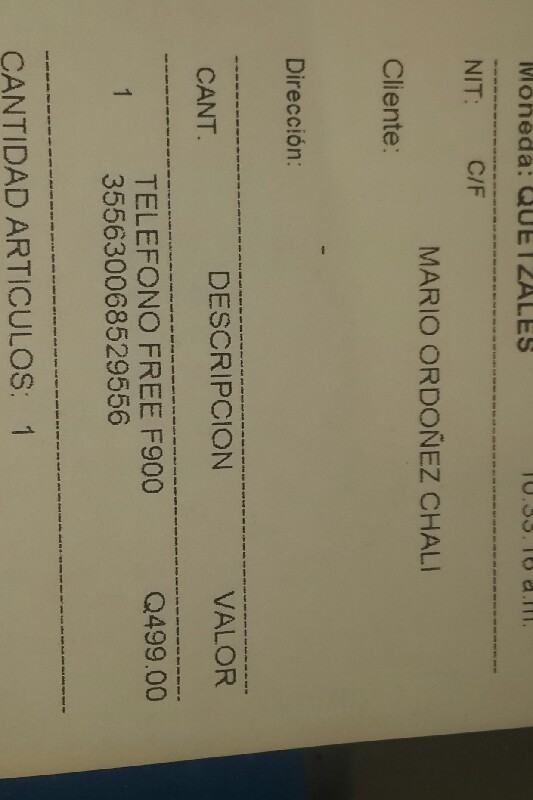 Moneda: QUETZALES 10:33:16 a.m.
NIT: C/F
Cliente: MARIO ORDOÑEZ CHALI
Dirección: -
CANT. DESCRIPCION VALOR
1 TELEFONO FREE F900 Q499.00
355630068529556
CANTIDAD ARTICULOS: 1